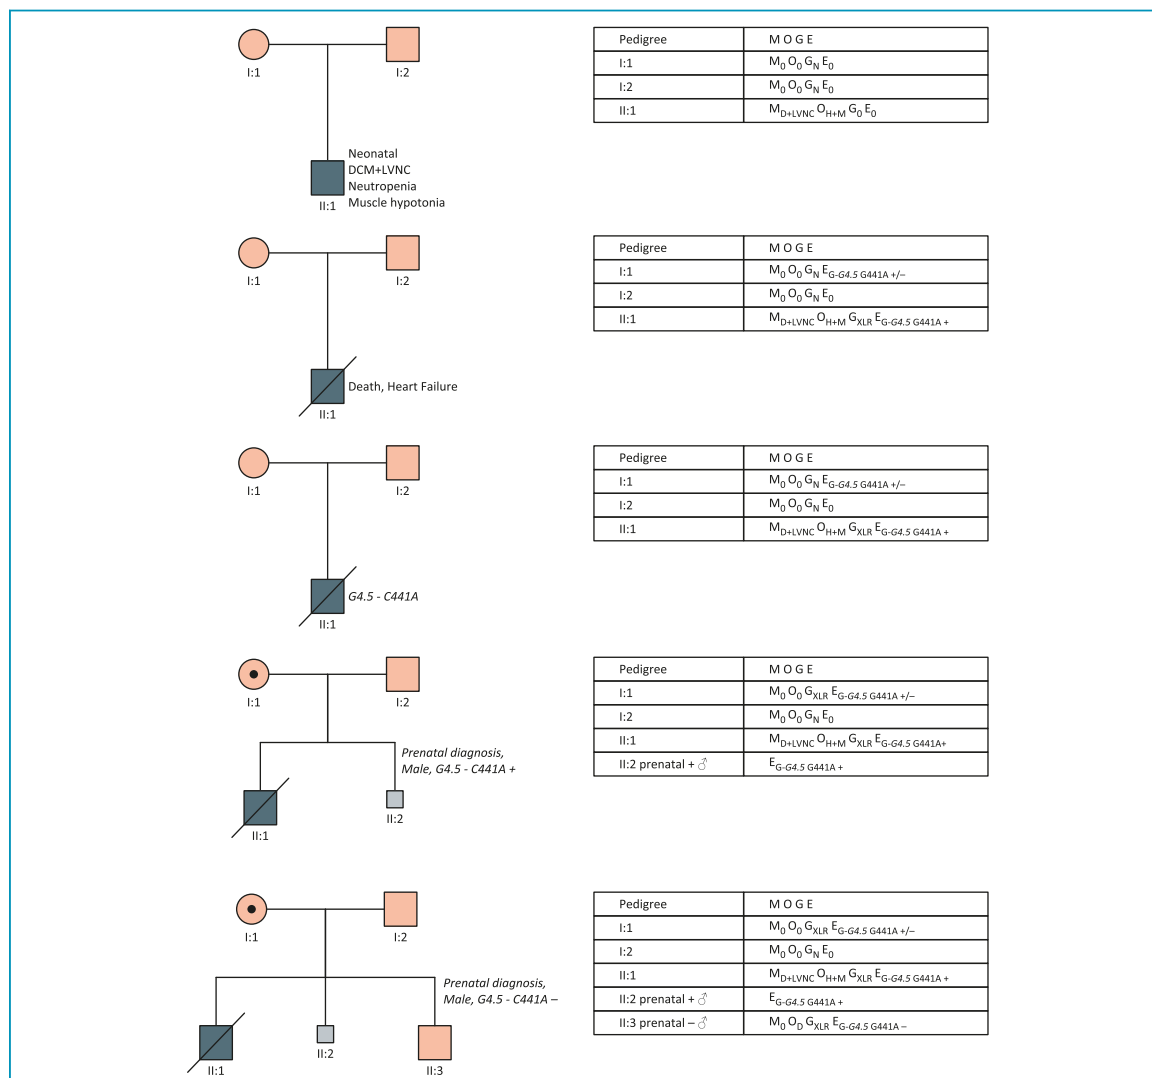 I:1
I:2
Neonatal
DCM+LVNC
Neutropenia
Muscle hypotonia
II:1
Pedigree M O G E
I:1 M0 O0 GN E0
I:2 M0 O0 GN E0
II:1 MD+LVNC OH+M G0 E0
I:1
I:2
Death, Heart Failure
II:1
Pedigree M O G E
I:1 M0 O0 GN EG-G4.5 G441A +/–
I:2 M0 O0 GN E0
II:1 MD+LVNC OH+M GXLR EG-G4.5 G441A +
I:1
I:2
G4.5 - C441A
II:1
Pedigree M O G E
I:1 M0 O0 GN EG-G4.5 G441A +/–
I:2 M0 O0 GN E0
II:1 MD+LVNC OH+M GXLR EG-G4.5 G441A +
I:1
I:2
Prenatal diagnosis,
Male, G4.5 - C441A +
II:1
II:2
Pedigree M O G E
I:1 M0 O0 GXLR EG-G4.5 G441A +/–
I:2 M0 O0 GN E0
II:1 MD+LVNC OH+M GXLR EG-G4.5 G441A+
II:2 prenatal + ♂ EG-G4.5 G441A +
I:1
I:2
Prenatal diagnosis,
Male, G4.5 - C441A –
II:1
II:2
II:3
Pedigree M O G E
I:1 M0 O0 GXLR EG-G4.5 G441A +/–
I:2 M0 O0 GN E0
II:1 MD+LVNC OH+M GXLR EG-G4.5 G441A +
II:2 prenatal + ♂ EG-G4.5 G441A +
II:3 prenatal – ♂ M0 OD GXLR EG-G4.5 G441A –